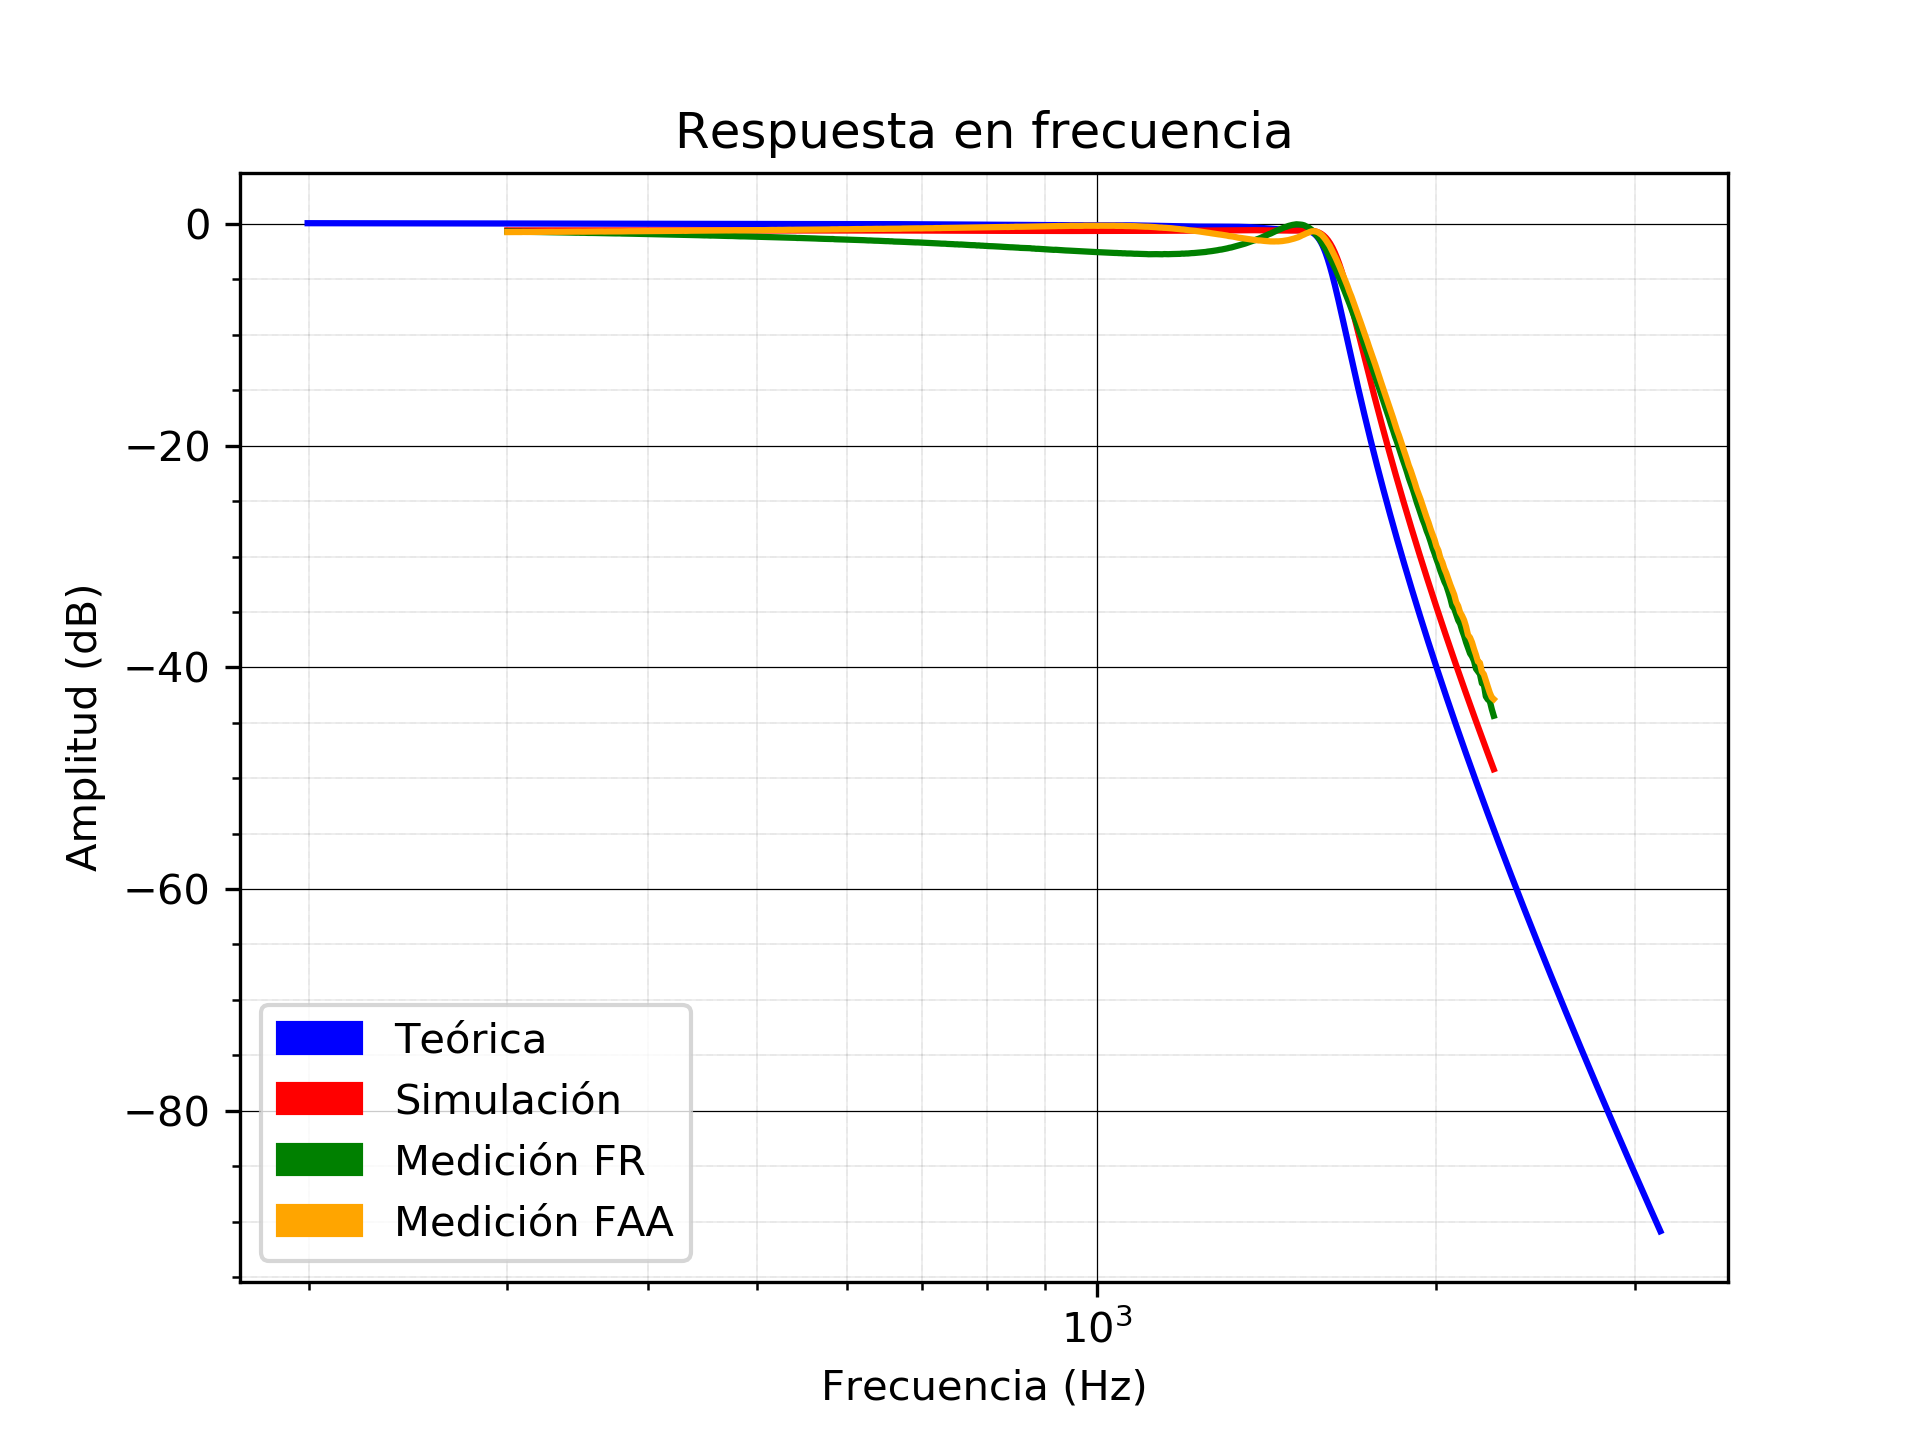 Respuesta en frecuencia
0
−20
−40
−60
−80
Amplitud (dB)
Teórica
Simulación
Medición FR
Medición FAA
10³
Frecuencia (Hz)